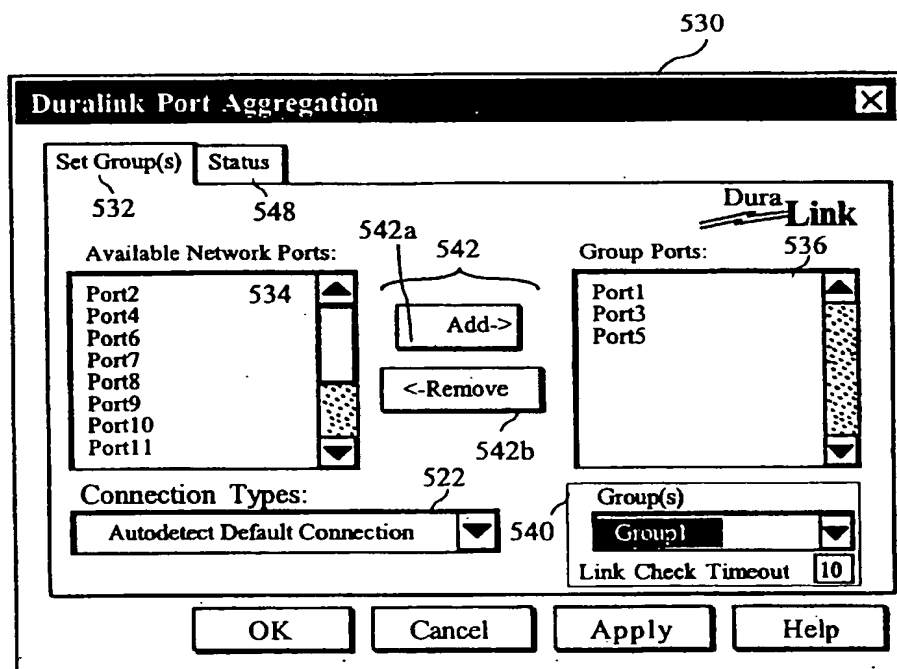 530
Duralink Port Aggregation
Set Group(s) Status
532
548
Dura Link
542a
542
Available Network Ports:
Group Ports:
536
534
Port2
Port4
Port6
Port7
Port8
Port9
Port10
Port11
Add->
<-Remove
542b
Port1
Port3
Port5
522
Connection Types:
Autodetect Default Connection
540
Group(s)
Group1
Link Check Timeout 10
OK Cancel Apply Help